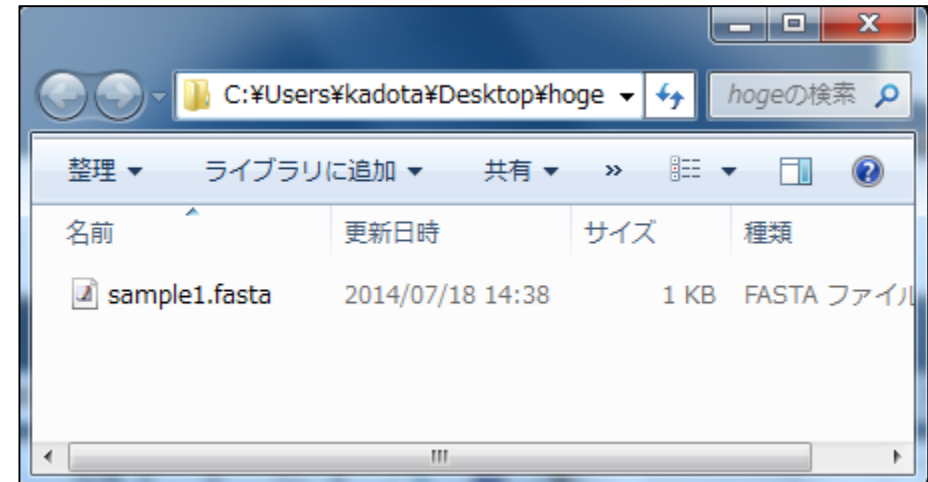 C:¥Users¥kadota¥Desktop¥hoge hogeの検索
整理 ライブラリに追加 共有 »
名前 更新日時 サイズ 種類
sample1.fasta 2014/07/18 14:38 1 KB FASTA ファイル